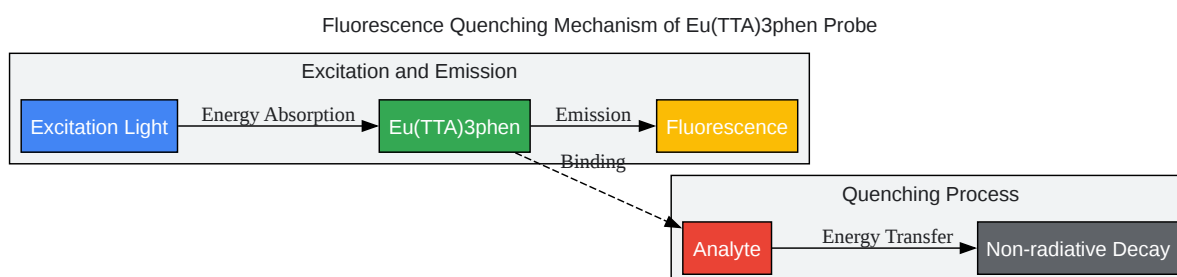 Fluorescence Quenching Mechanism of Eu(TTA)3phen Probe
Excitation and Emission
Excitation Light
Energy Absorption
Eu(TTA)3phen
Emission
Fluorescence
Binding
Quenching Process
Analyte
Energy Transfer
Non-radiative Decay